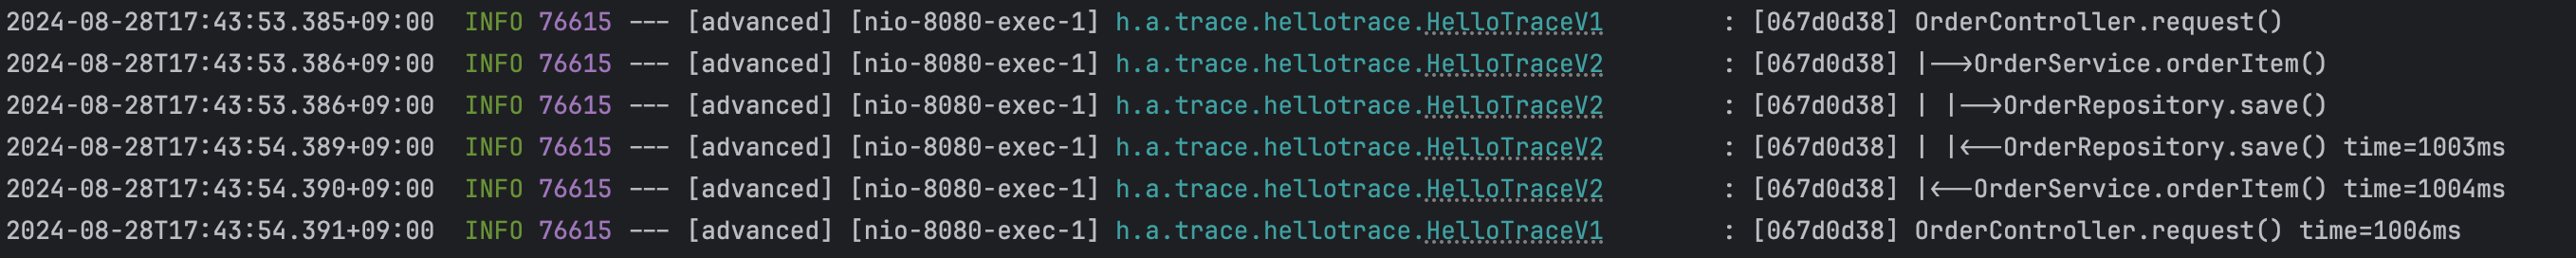 2024-08-28T17:43:53.385+09:00  INFO 76615 --- [advanced] [nio-8080-exec-1] h.a.trace.hellotrace.HelloTraceV1        : [067d0d38] OrderController.request()
2024-08-28T17:43:53.386+09:00  INFO 76615 --- [advanced] [nio-8080-exec-1] h.a.trace.hellotrace.HelloTraceV2        : [067d0d38] |-->OrderService.orderItem()
2024-08-28T17:43:53.386+09:00  INFO 76615 --- [advanced] [nio-8080-exec-1] h.a.trace.hellotrace.HelloTraceV2        : [067d0d38] | |-->OrderRepository.save()
2024-08-28T17:43:54.389+09:00  INFO 76615 --- [advanced] [nio-8080-exec-1] h.a.trace.hellotrace.HelloTraceV2        : [067d0d38] | |<--OrderRepository.save() time=1003ms
2024-08-28T17:43:54.390+09:00  INFO 76615 --- [advanced] [nio-8080-exec-1] h.a.trace.hellotrace.HelloTraceV2        : [067d0d38] |<--OrderService.orderItem() time=1004ms
2024-08-28T17:43:54.391+09:00  INFO 76615 --- [advanced] [nio-8080-exec-1] h.a.trace.hellotrace.HelloTraceV1        : [067d0d38] OrderController.request() time=1006ms